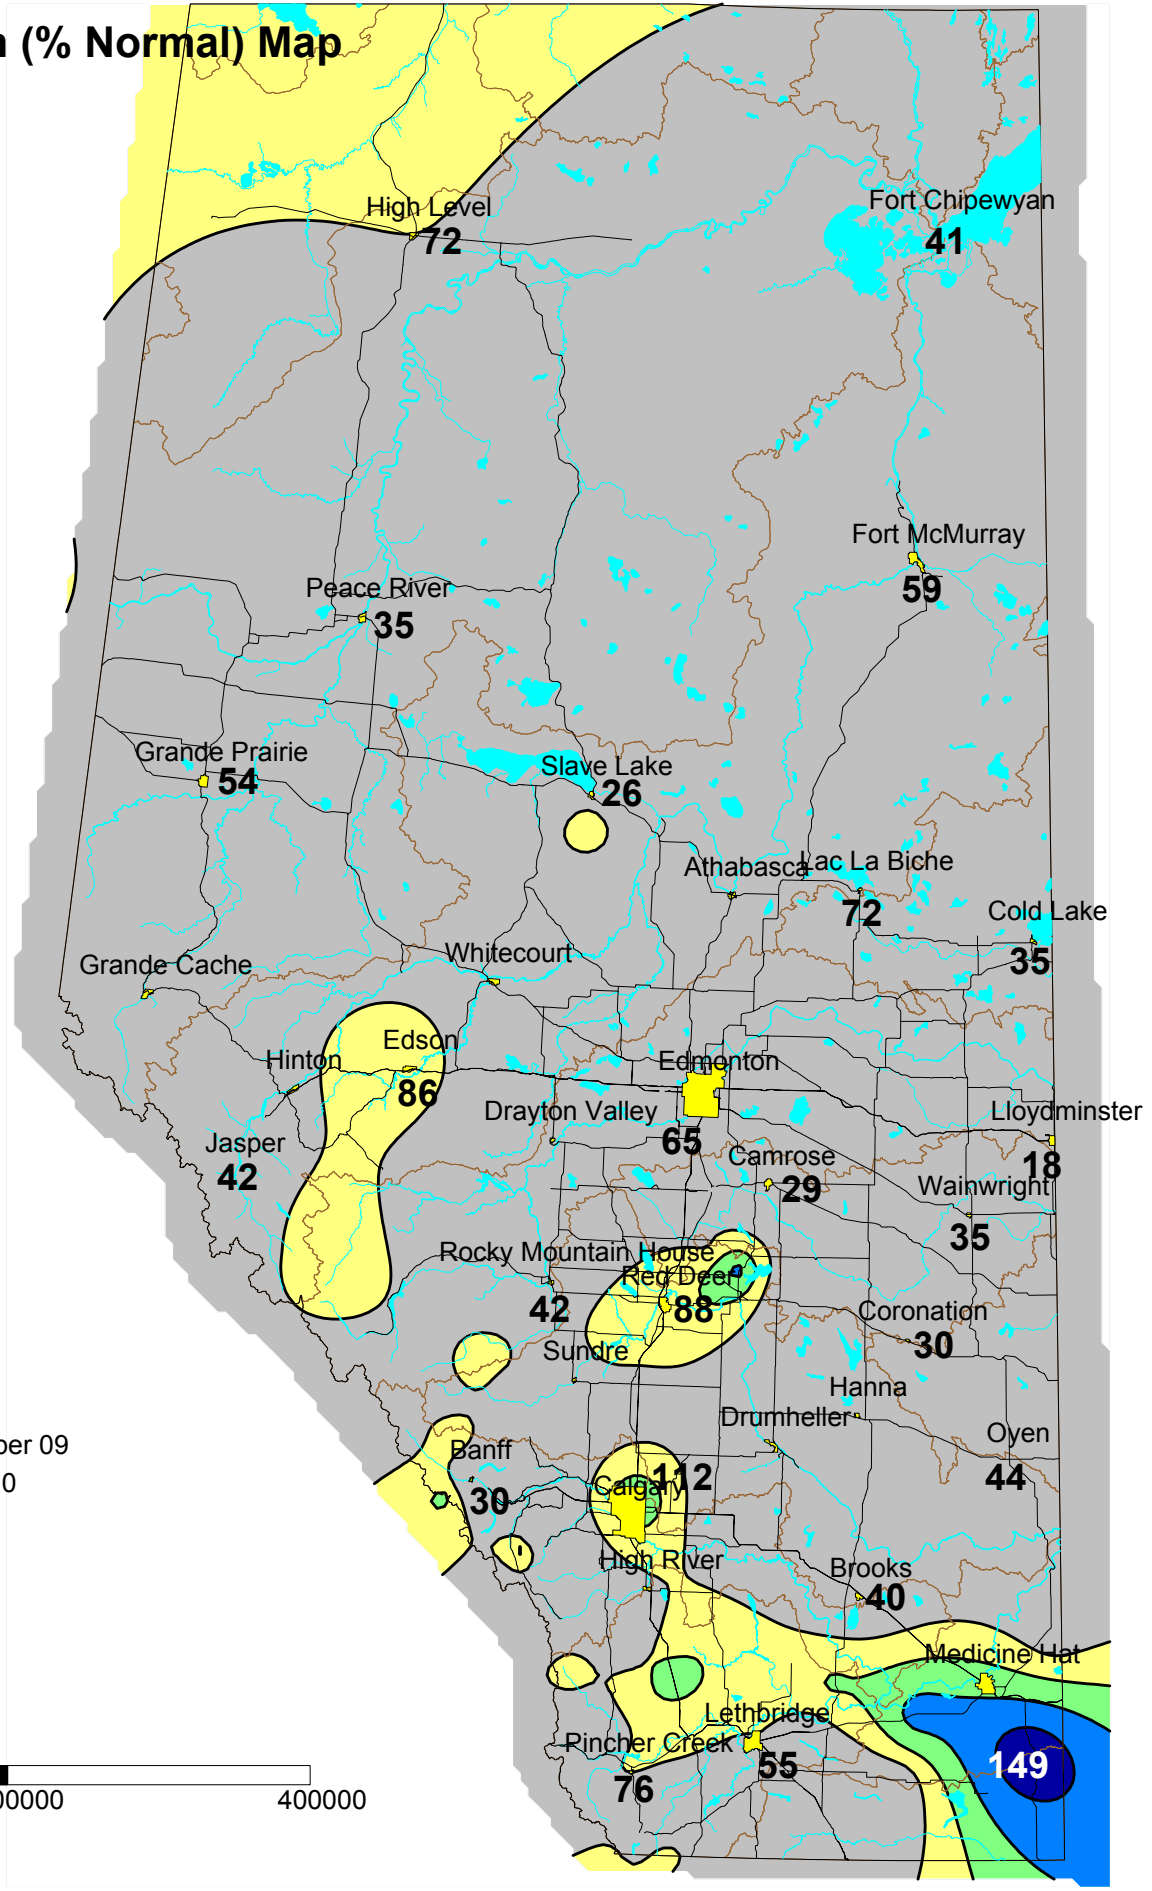 n (% Normal) Map
High Level
72
Fort Chipewyan
41
Fort McMurray
59
Peace River
35
Grande Prairie
54
Slave Lake
26
Athabasca
Lac La Biche
72
Cold Lake
35
Whitecourt
Grande Cache
Edson
86
Hinton
Edmonton
65
Drayton Valley
Lloydminster
18
Jasper
42
Camrose
29
Wainwright
35
Rocky Mountain House
42
Red Deer
88
Coronation
30
Sundre
Hanna
Drumheller
Oyen
44
ber 09
0
Banff
30
112
Calgary
High River
Brooks
40
Medicine Hat
Lethbridge
55
Pincher Creek
76
149
00000
400000